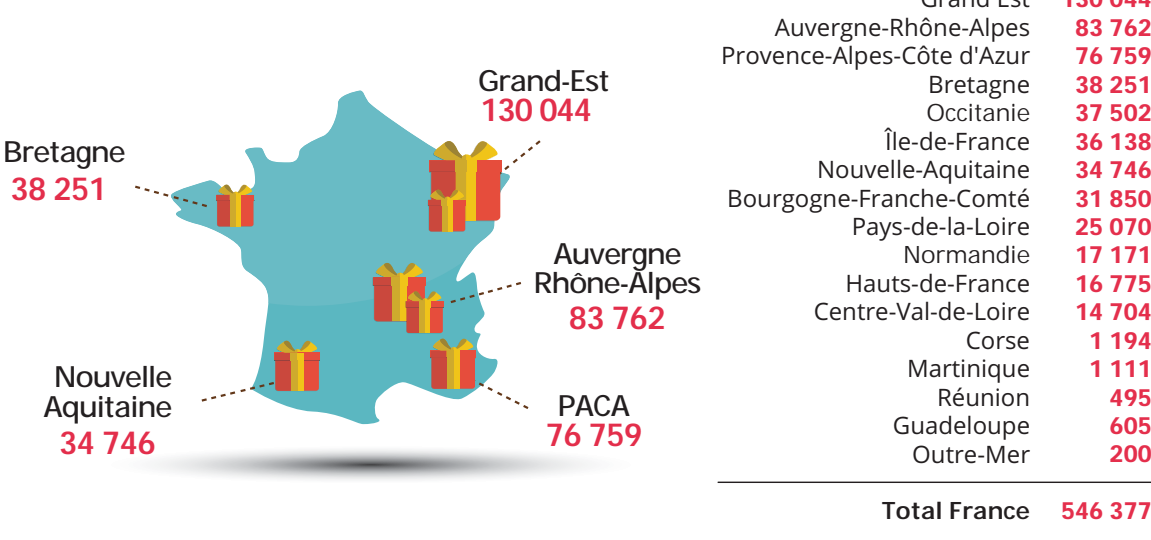 Grand Est 130 044
Auvergne-Rhône-Alpes 83 762
Provence-Alpes-Côte d'Azur 76 759
Bretagne 38 251
Occitanie 37 502
Île-de-France 36 138
Nouvelle-Aquitaine 34 746
Bourgogne-Franche-Comté 31 850
Pays-de-la-Loire 25 070
Normandie 17 171
Hauts-de-France 16 775
Centre-Val-de-Loire 14 704
Corse 1 194
Martinique 1 111
Réunion 495
Guadeloupe 605
Outre-Mer 200
Total France 546 377
Grand-Est
130 044
Bretagne
38 251
Auvergne
Rhône-Alpes
83 762
Nouvelle
Aquitaine
34 746
PACA
76 759